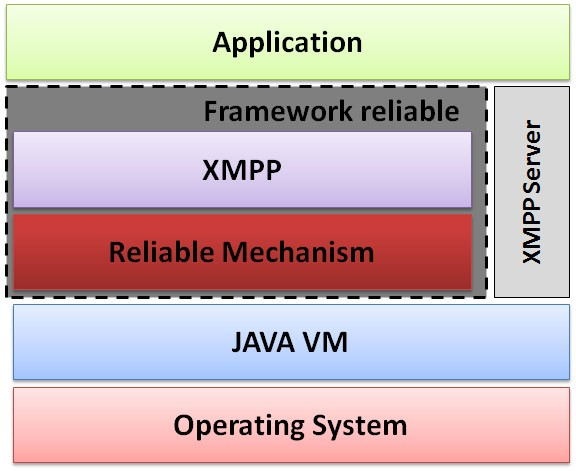 Application
Framework reliable
XMPP
XMPP Server
Reliable Mechanism
JAVA VM
Operating System